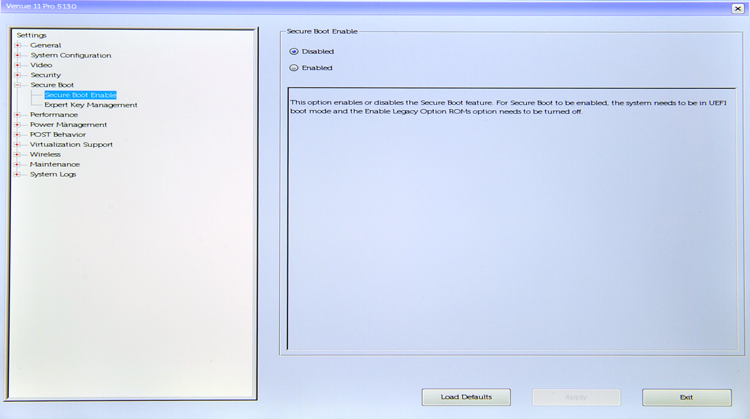 Venue 11 Pro 5130
Settings
General
System Configuration
Video
Security
Secure Boot
Secure Boot Enable
Expert Key Management
Performance
Power Management
POST Behavior
Virtualization Support
Wireless
Maintenance
System Logs
Secure Boot Enable
Disabled
Enabled
This option enables or disables the Secure Boot feature. For Secure Boot to be enabled, the system needs to be in UEFI
boot mode and the Enable Legacy Option ROMs option needs to be turned off.
Load Defaults
Apply
Exit